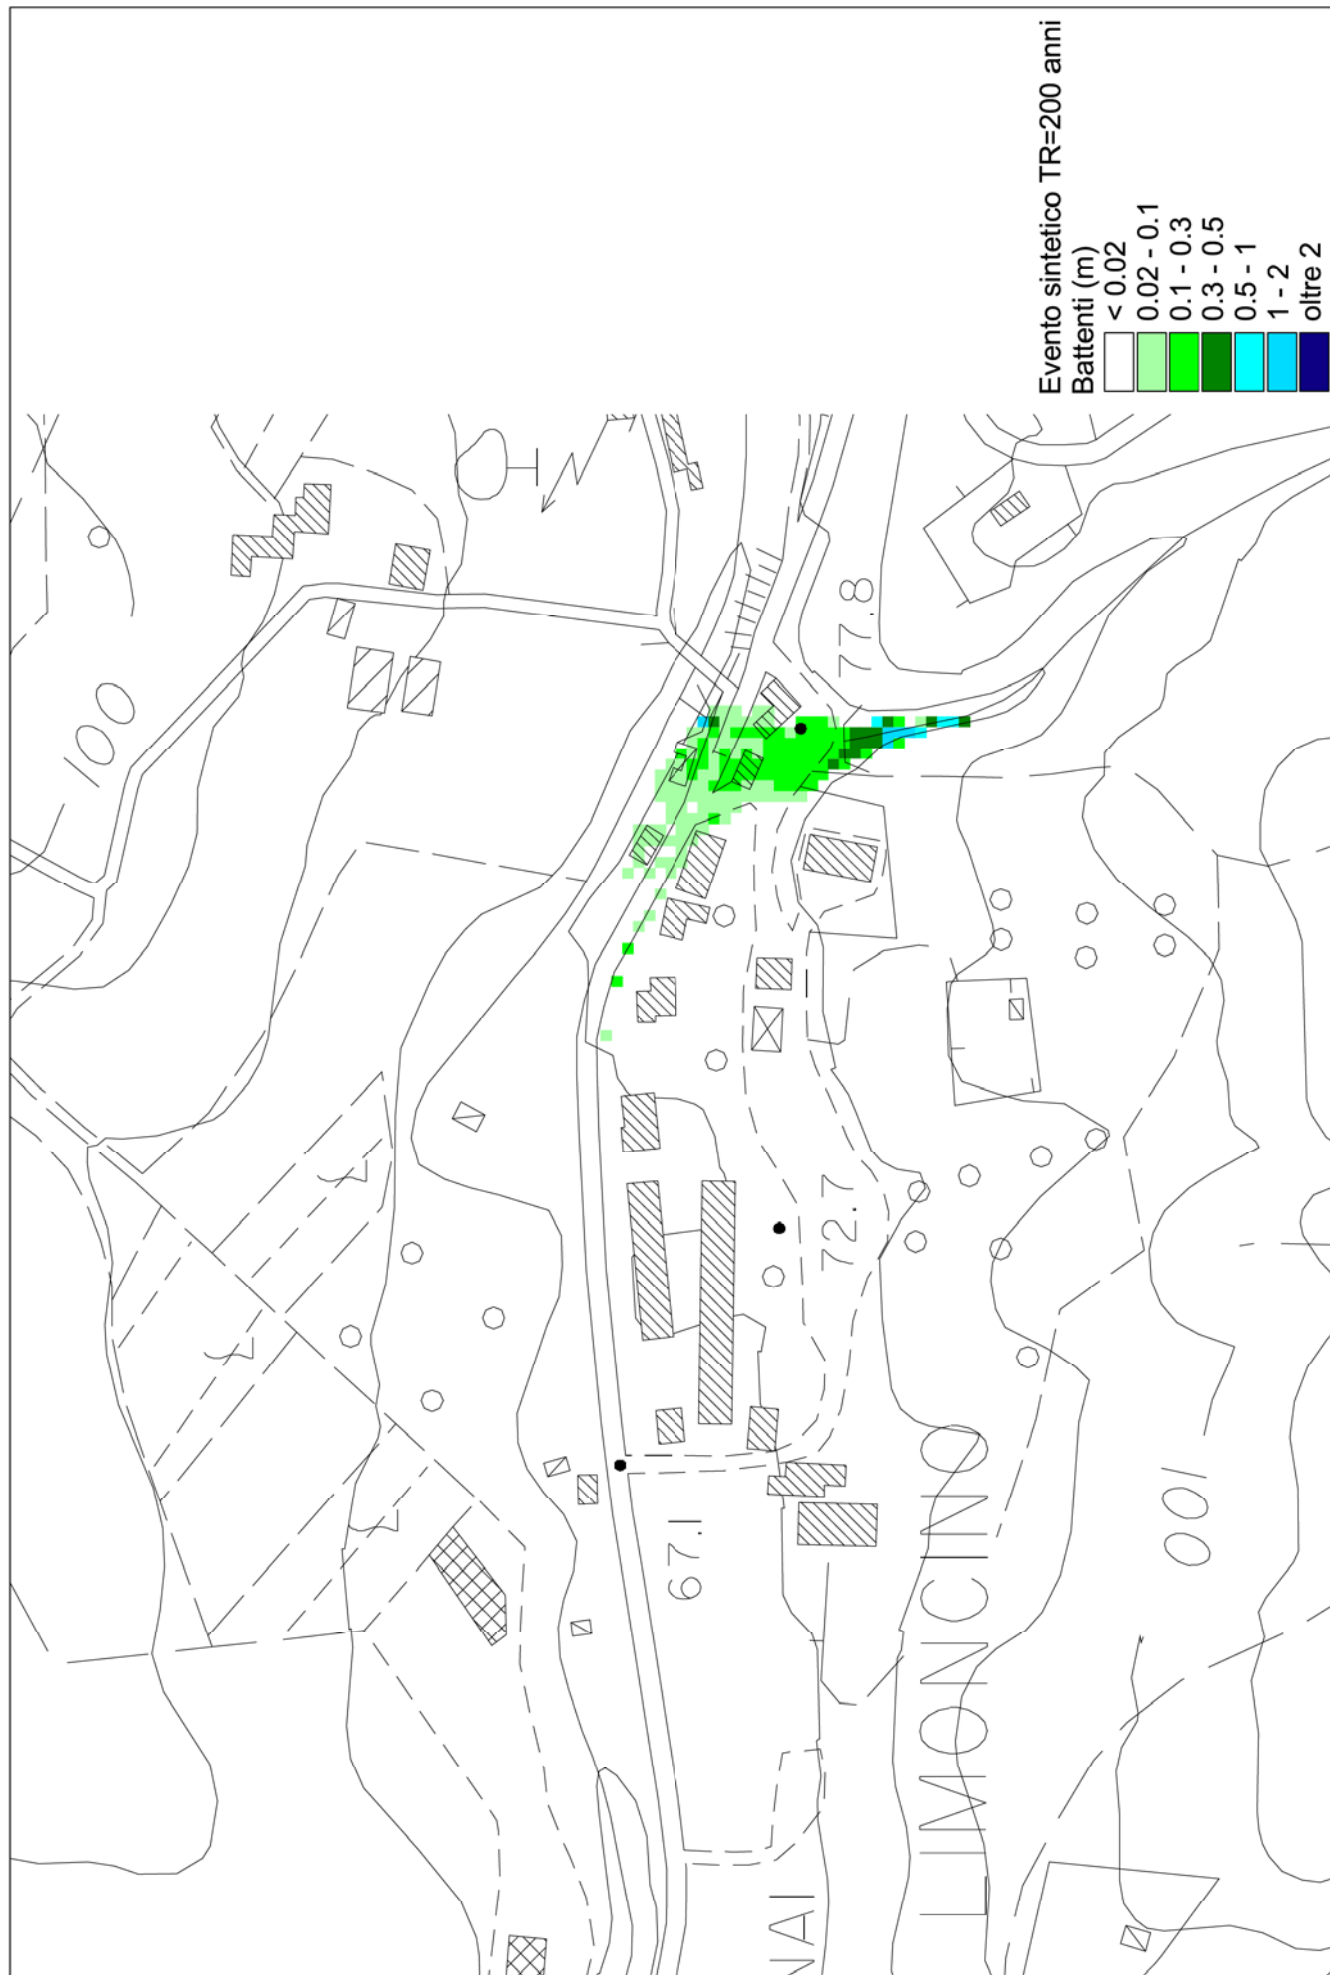 Evento sintetico TR=200 anni
Battenti (m)
< 0.02
0.02 - 0.1
0.1 - 0.3
0.3 - 0.5
0.5 - 1
1 - 2
oltre 2
100
77.8
72.7
67.1
LIMONCINO
NAI
100